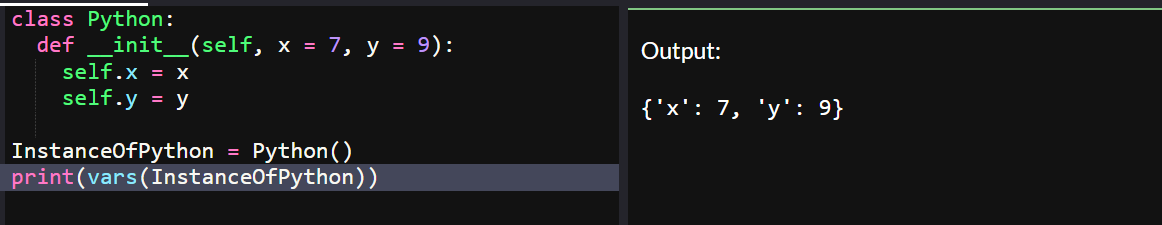 class Python:
  def __init__(self, x = 7, y = 9):
    self.x = x
    self.y = y
InstanceOfPython = Python()
print(vars(InstanceOfPython))
Output:
{'x': 7, 'y': 9}